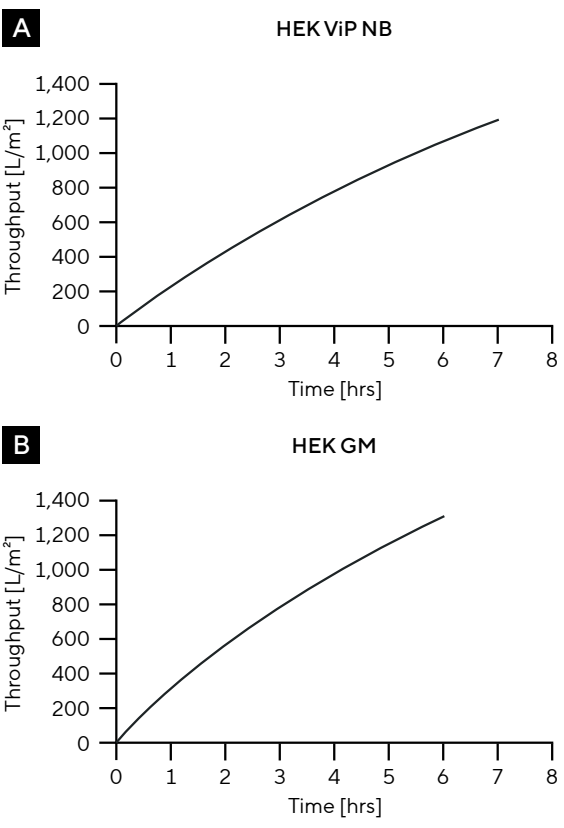 A
HEK ViP NB
Throughput [L/m²]
1,400
1,200
1,000
800
600
400
200
0
0 1 2 3 4 5 6 7 8
Time [hrs]
B
HEK GM
Throughput [L/m²]
1,400
1,200
1,000
800
600
400
200
0
0 1 2 3 4 5 6 7 8
Time [hrs]